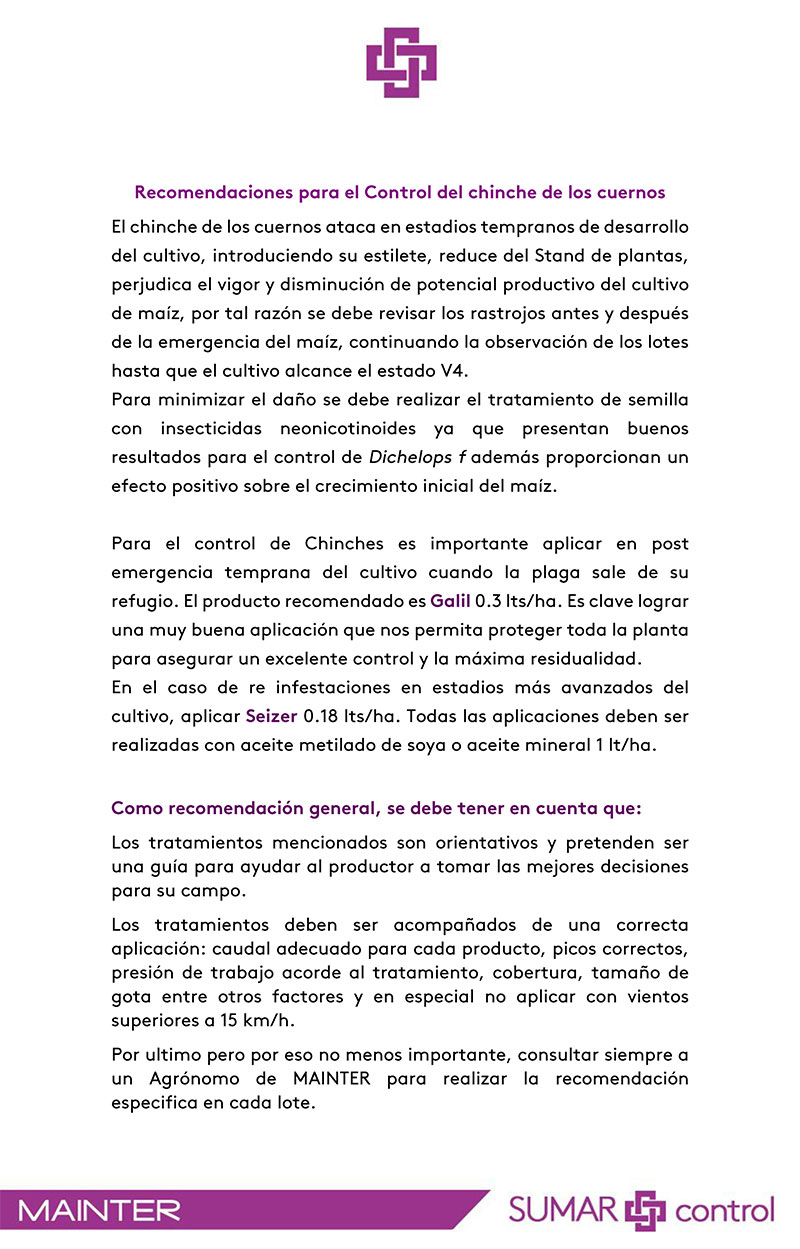 Recomendaciones para el Control del chinche de los cuernos
El chinche de los cuernos ataca en estadios tempranos de desarrollo
del cultivo, introduciendo su estilete, reduce del Stand de plantas,
perjudica el vigor y disminución de potencial productivo del cultivo
de maíz, por tal razón se debe revisar los rastrojos antes y después
de la emergencia del maíz, continuando la observación de los lotes
hasta que el cultivo alcance el estado V4.
Para minimizar el daño se debe realizar el tratamiento de semilla
con insecticidas neonicotinoides ya que presentan buenos
resultados para el control de Dichelops f además proporcionan un
efecto positivo sobre el crecimiento inicial del maíz.
Para el control de Chinches es importante aplicar en post
emergencia temprana del cultivo cuando la plaga sale de su
refugio. El producto recomendado es Galil 0.3 lts/ha. Es clave lograr
una muy buena aplicación que nos permita proteger toda la planta
para asegurar un excelente control y la máxima residualidad.
En el caso de re infestaciones en estadios más avanzados del
cultivo, aplicar Seizer 0.18 lts/ha. Todas las aplicaciones deben ser
realizadas con aceite metilado de soya o aceite mineral 1 lt/ha.
Como recomendación general, se debe tener en cuenta que:
Los tratamientos mencionados son orientativos y pretenden ser
una guía para ayudar al productor a tomar las mejores decisiones
para su campo.
Los tratamientos deben ser acompañados de una correcta
aplicación: caudal adecuado para cada producto, picos correctos,
presión de trabajo acorde al tratamiento, cobertura, tamaño de
gota entre otros factores y en especial no aplicar con vientos
superiores a 15 km/h.
Por ultimo pero por eso no menos importante, consultar siempre a
un Agrónomo de MAINTER para realizar la recomendación
especifica en cada lote.
MAINTER
SUMAR control